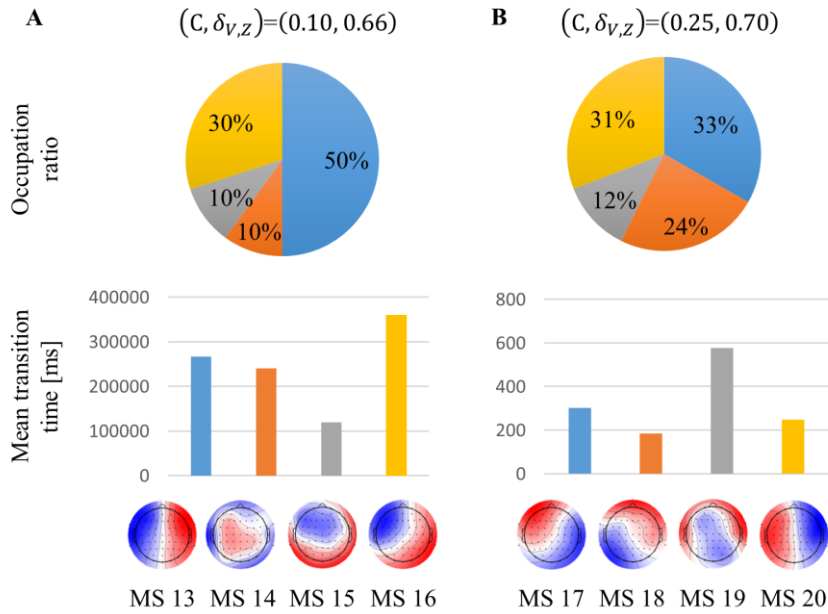 A
(C, δV,Z)=(0.10, 0.66)
B
(C, δV,Z)=(0.25, 0.70)
Occupation
ratio
30%
50%
10%
10%
31%
33%
12%
24%
Mean transition
time [ms]
400000
300000
200000
100000
0
800
600
400
200
0
MS 13 MS 14 MS 15 MS 16
MS 17 MS 18 MS 19 MS 20